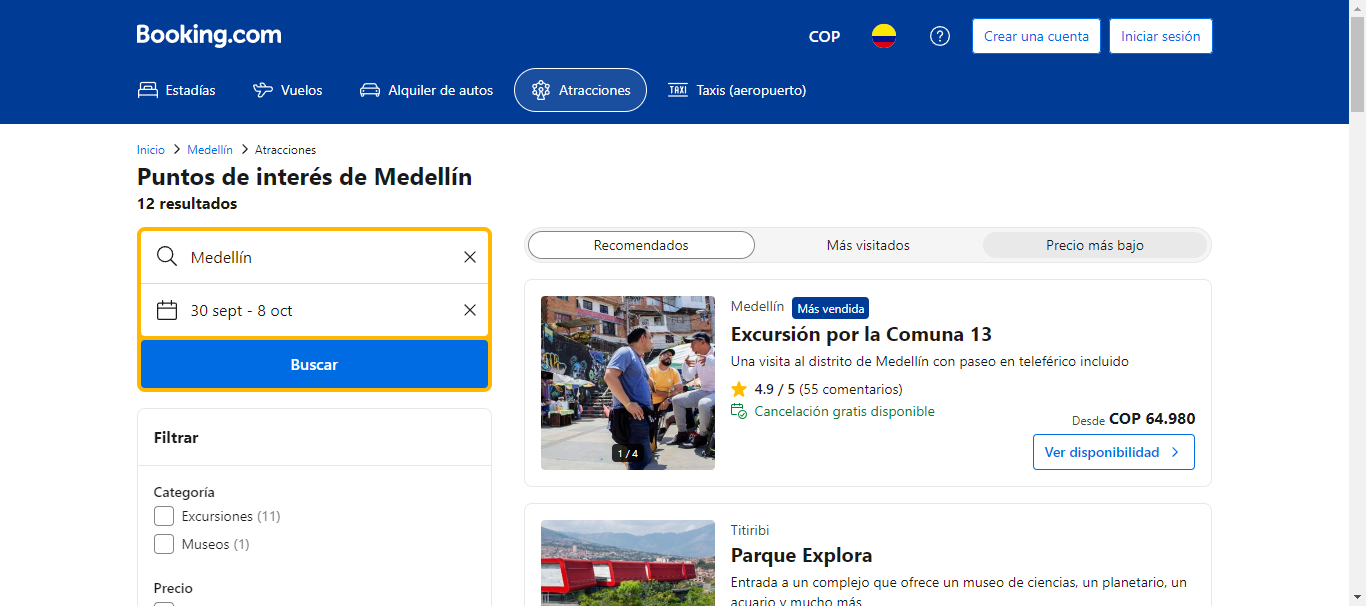 Booking.com
COP
Crear una cuenta
Iniciar sesión
Estadías
Vuelos
Alquiler de autos
Atracciones
TAXI
Taxis (aeropuerto)
Inicio > Medellín > Atracciones
Puntos de interés de Medellín
12 resultados
Medellín
30 sept - 8 oct
Buscar
Filtrar
Categoría
Excursiones (11)
Museos (1)
Precio
Recomendados
Más visitados
Precio más bajo
1 / 4
Medellín
Más vendida
Excursión por la Comuna 13
Una visita al distrito de Medellín con paseo en teleférico incluido
4.9 / 5 (55 comentarios)
Cancelación gratis disponible
Desde COP 64.980
Ver disponibilidad
Titiribi
Parque Explora
Entrada a un complejo que ofrece un museo de ciencias, un planetario, un
acuario y mucho más